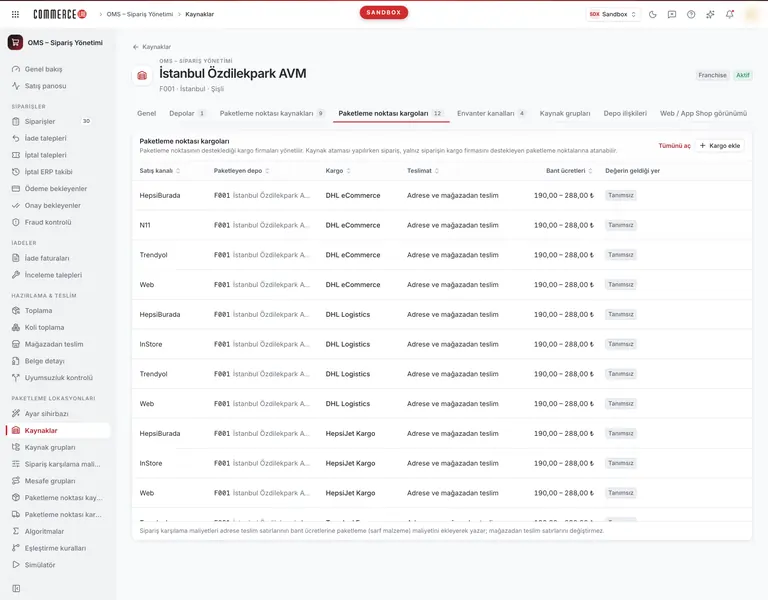 COMMERCE
OMS – Sipariş Yönetimi
Kaynaklar
SANDBOX
SBX Sandbox
OMS – Sipariş Yönetimi
Genel bakış
Satış panosu
SİPARİŞLER
Siparişler 30
İade talepleri
İptal talepleri
İptal ERP takibi
Ödeme bekleyenler
Onay bekleyenler
Fraud kontrolü
İADELER
İade faturaları
İnceleme talepleri
HAZIRLAMA & TESLİM
Toplama
Koli toplama
Mağazadan teslim
Belge detayı
Uyumsuzluk kontrolü
PAKETLEME LOKASYONLARI
Ayar sihirbazı
Kaynaklar
Kaynak grupları
Sipariş karşılama mali...
Mesafe grupları
Paketleme noktası kay...
Paketleme noktası kar...
Algoritmalar
Eşleştirme kuralları
Simülatör
Kaynaklar
OMS – SİPARİŞ YÖNETİMİ
İstanbul Özdilekpark AVM
F001 · İstanbul · Şişli
Franchise Aktif
Genel Depolar 1 Paketleme noktası kaynakları 9 Paketleme noktası kargoları 12 Envanter kanalları 4 Kaynak grupları Depo ilişkileri Web / App Shop görünümü
Paketleme noktası kargoları
Paketleme noktasının desteklediği kargo firmaları yönetilir. Kaynak ataması yapılırken sipariş, yalnız siparişin kargo firmasını destekleyen paketleme noktalarına atanabilir.
Tümünü aç + Kargo ekle
Satış kanalı Paketleyen depo Kargo Teslimat Bant ücretleri Değerin geldiği yer
HepsiBurada F001 İstanbul Özdilekpark A... DHL eCommerce Adrese ve mağazadan teslim 190,00 – 288,00 ₺ Tanımsız
N11 F001 İstanbul Özdilekpark A... DHL eCommerce Adrese ve mağazadan teslim 190,00 – 288,00 ₺ Tanımsız
Trendyol F001 İstanbul Özdilekpark A... DHL eCommerce Adrese ve mağazadan teslim 190,00 – 288,00 ₺ Tanımsız
Web F001 İstanbul Özdilekpark A... DHL eCommerce Adrese ve mağazadan teslim 190,00 – 288,00 ₺ Tanımsız
HepsiBurada F001 İstanbul Özdilekpark A... DHL Logistics Adrese ve mağazadan teslim 190,00 – 288,00 ₺ Tanımsız
InStore F001 İstanbul Özdilekpark A... DHL Logistics Adrese ve mağazadan teslim 190,00 – 288,00 ₺ Tanımsız
Trendyol F001 İstanbul Özdilekpark A... DHL Logistics Adrese ve mağazadan teslim 190,00 – 288,00 ₺ Tanımsız
Web F001 İstanbul Özdilekpark A... DHL Logistics Adrese ve mağazadan teslim 190,00 – 288,00 ₺ Tanımsız
HepsiBurada F001 İstanbul Özdilekpark A... HepsiJet Kargo Adrese ve mağazadan teslim 190,00 – 288,00 ₺ Tanımsız
InStore F001 İstanbul Özdilekpark A... HepsiJet Kargo Adrese ve mağazadan teslim 190,00 – 288,00 ₺ Tanımsız
Web F001 İstanbul Özdilekpark A... HepsiJet Kargo Adrese ve mağazadan teslim 190,00 – 288,00 ₺ Tanımsız
Sipariş karşılama maliyetleri adrese teslim satırlarının bant ücretlerine paketleme (sarf malzeme) maliyetini ekleyerek yazar; mağazadan teslim satırlarını değiştirmez.